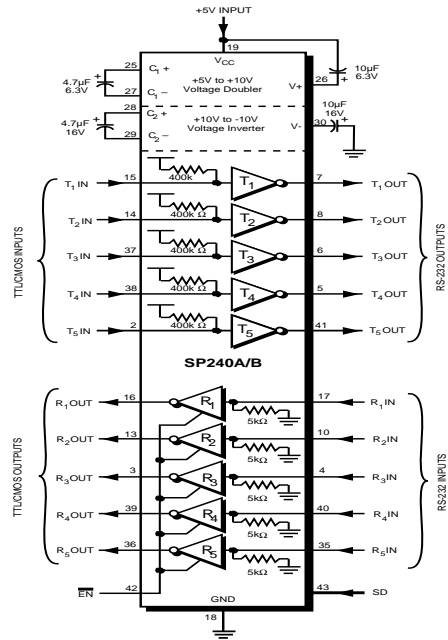 +5V INPUT
19
VCC
25
C1 +
4.7µF
6.3V
27
C1 –
+5V to +10V
Voltage Doubler
10µF
6.3V
26
V+
28
C2 +
4.7µF
16V
29
C2 –
+10V to -10V
Voltage Inverter
10µF
16V
30
V-
TTL/CMOS INPUTS
RS-232 OUTPUTS
T1 IN 15 400k T1 7 T1 OUT
T2 IN 14 400k Ω T2 8 T2 OUT
T3 IN 37 400k Ω T3 6 T3 OUT
T4 IN 38 400k Ω T4 5 T4 OUT
T5 IN 2 400k Ω T5 41 T5 OUT
SP240A/B
TTL/CMOS OUTPUTS
RS-232 INPUTS
R1 OUT 16 R1 5kΩ 17 R1 IN
R2 OUT 13 R2 5kΩ 10 R2 IN
R3 OUT 3 R3 5kΩ 4 R3 IN
R4 OUT 39 R4 5kΩ 40 R4 IN
R5 OUT 36 R5 5kΩ 35 R5 IN
EN 42
43 SD
GND
18